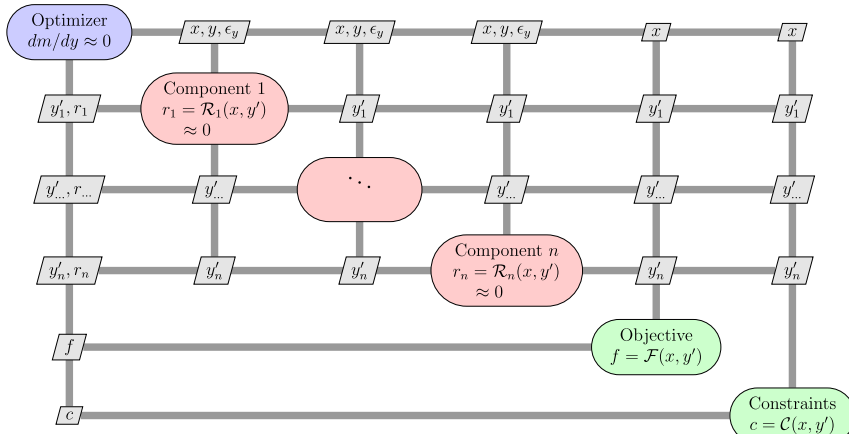 Optimizer
dm/dy ≈ 0
x, y, ϵ_y
x, y, ϵ_y
x, y, ϵ_y
x
x
y′_1, r_1
Component 1
r_1 = ℛ_1(x, y′)
≈ 0
y′_1
y′_1
y′_1
y′_1
y′_{...}, r_{...}
y′_{...}
⋱
y′_{...}
y′_{...}
y′_{...}
y′_n, r_n
y′_n
y′_n
Component n
r_n = ℛ_n(x, y′)
≈ 0
y′_n
y′_n
f
Objective
f = ℱ(x, y′)
c
Constraints
c = 𝒞(x, y′)